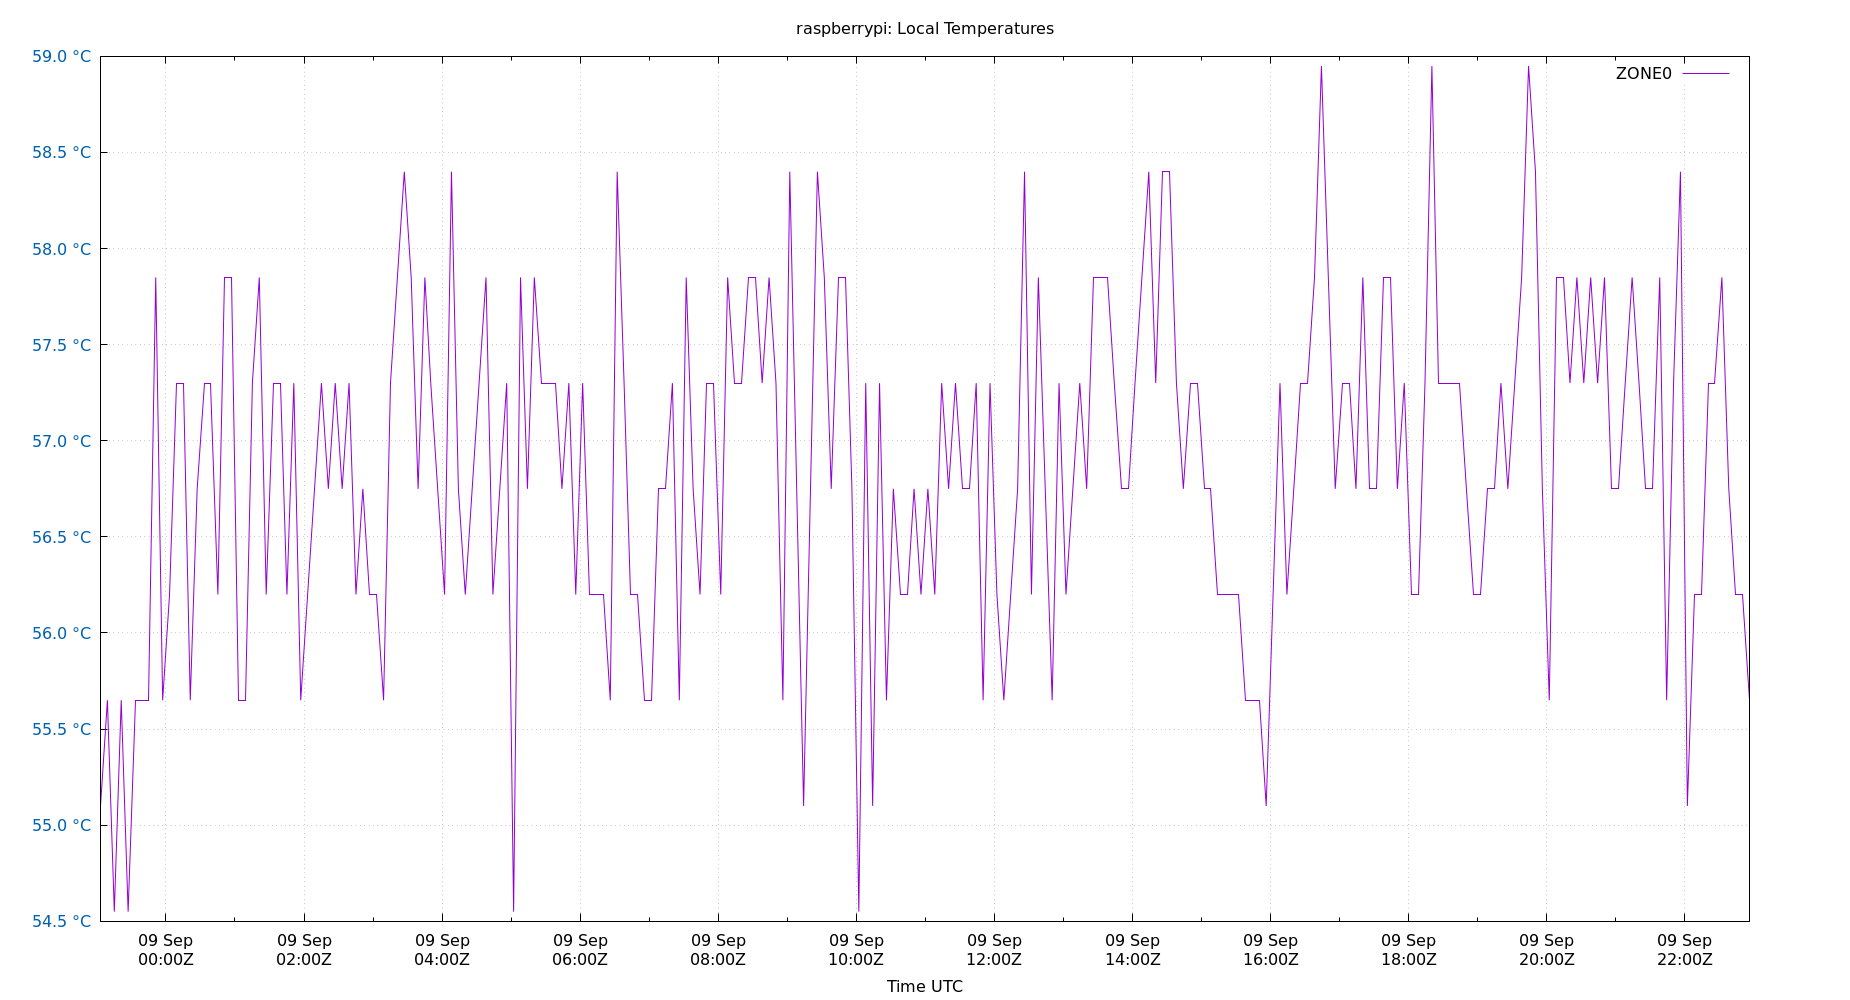 raspberrypi: Local Temperatures
59.0 °C
58.5 °C
58.0 °C
57.5 °C
57.0 °C
56.5 °C
56.0 °C
55.5 °C
55.0 °C
54.5 °C
ZONE0
09 Sep 09 Sep 09 Sep 09 Sep 09 Sep 09 Sep 09 Sep 09 Sep 09 Sep 09 Sep 09 Sep 09 Sep
00:00Z 02:00Z 04:00Z 06:00Z 08:00Z 10:00Z 12:00Z 14:00Z 16:00Z 18:00Z 20:00Z 22:00Z
Time UTC